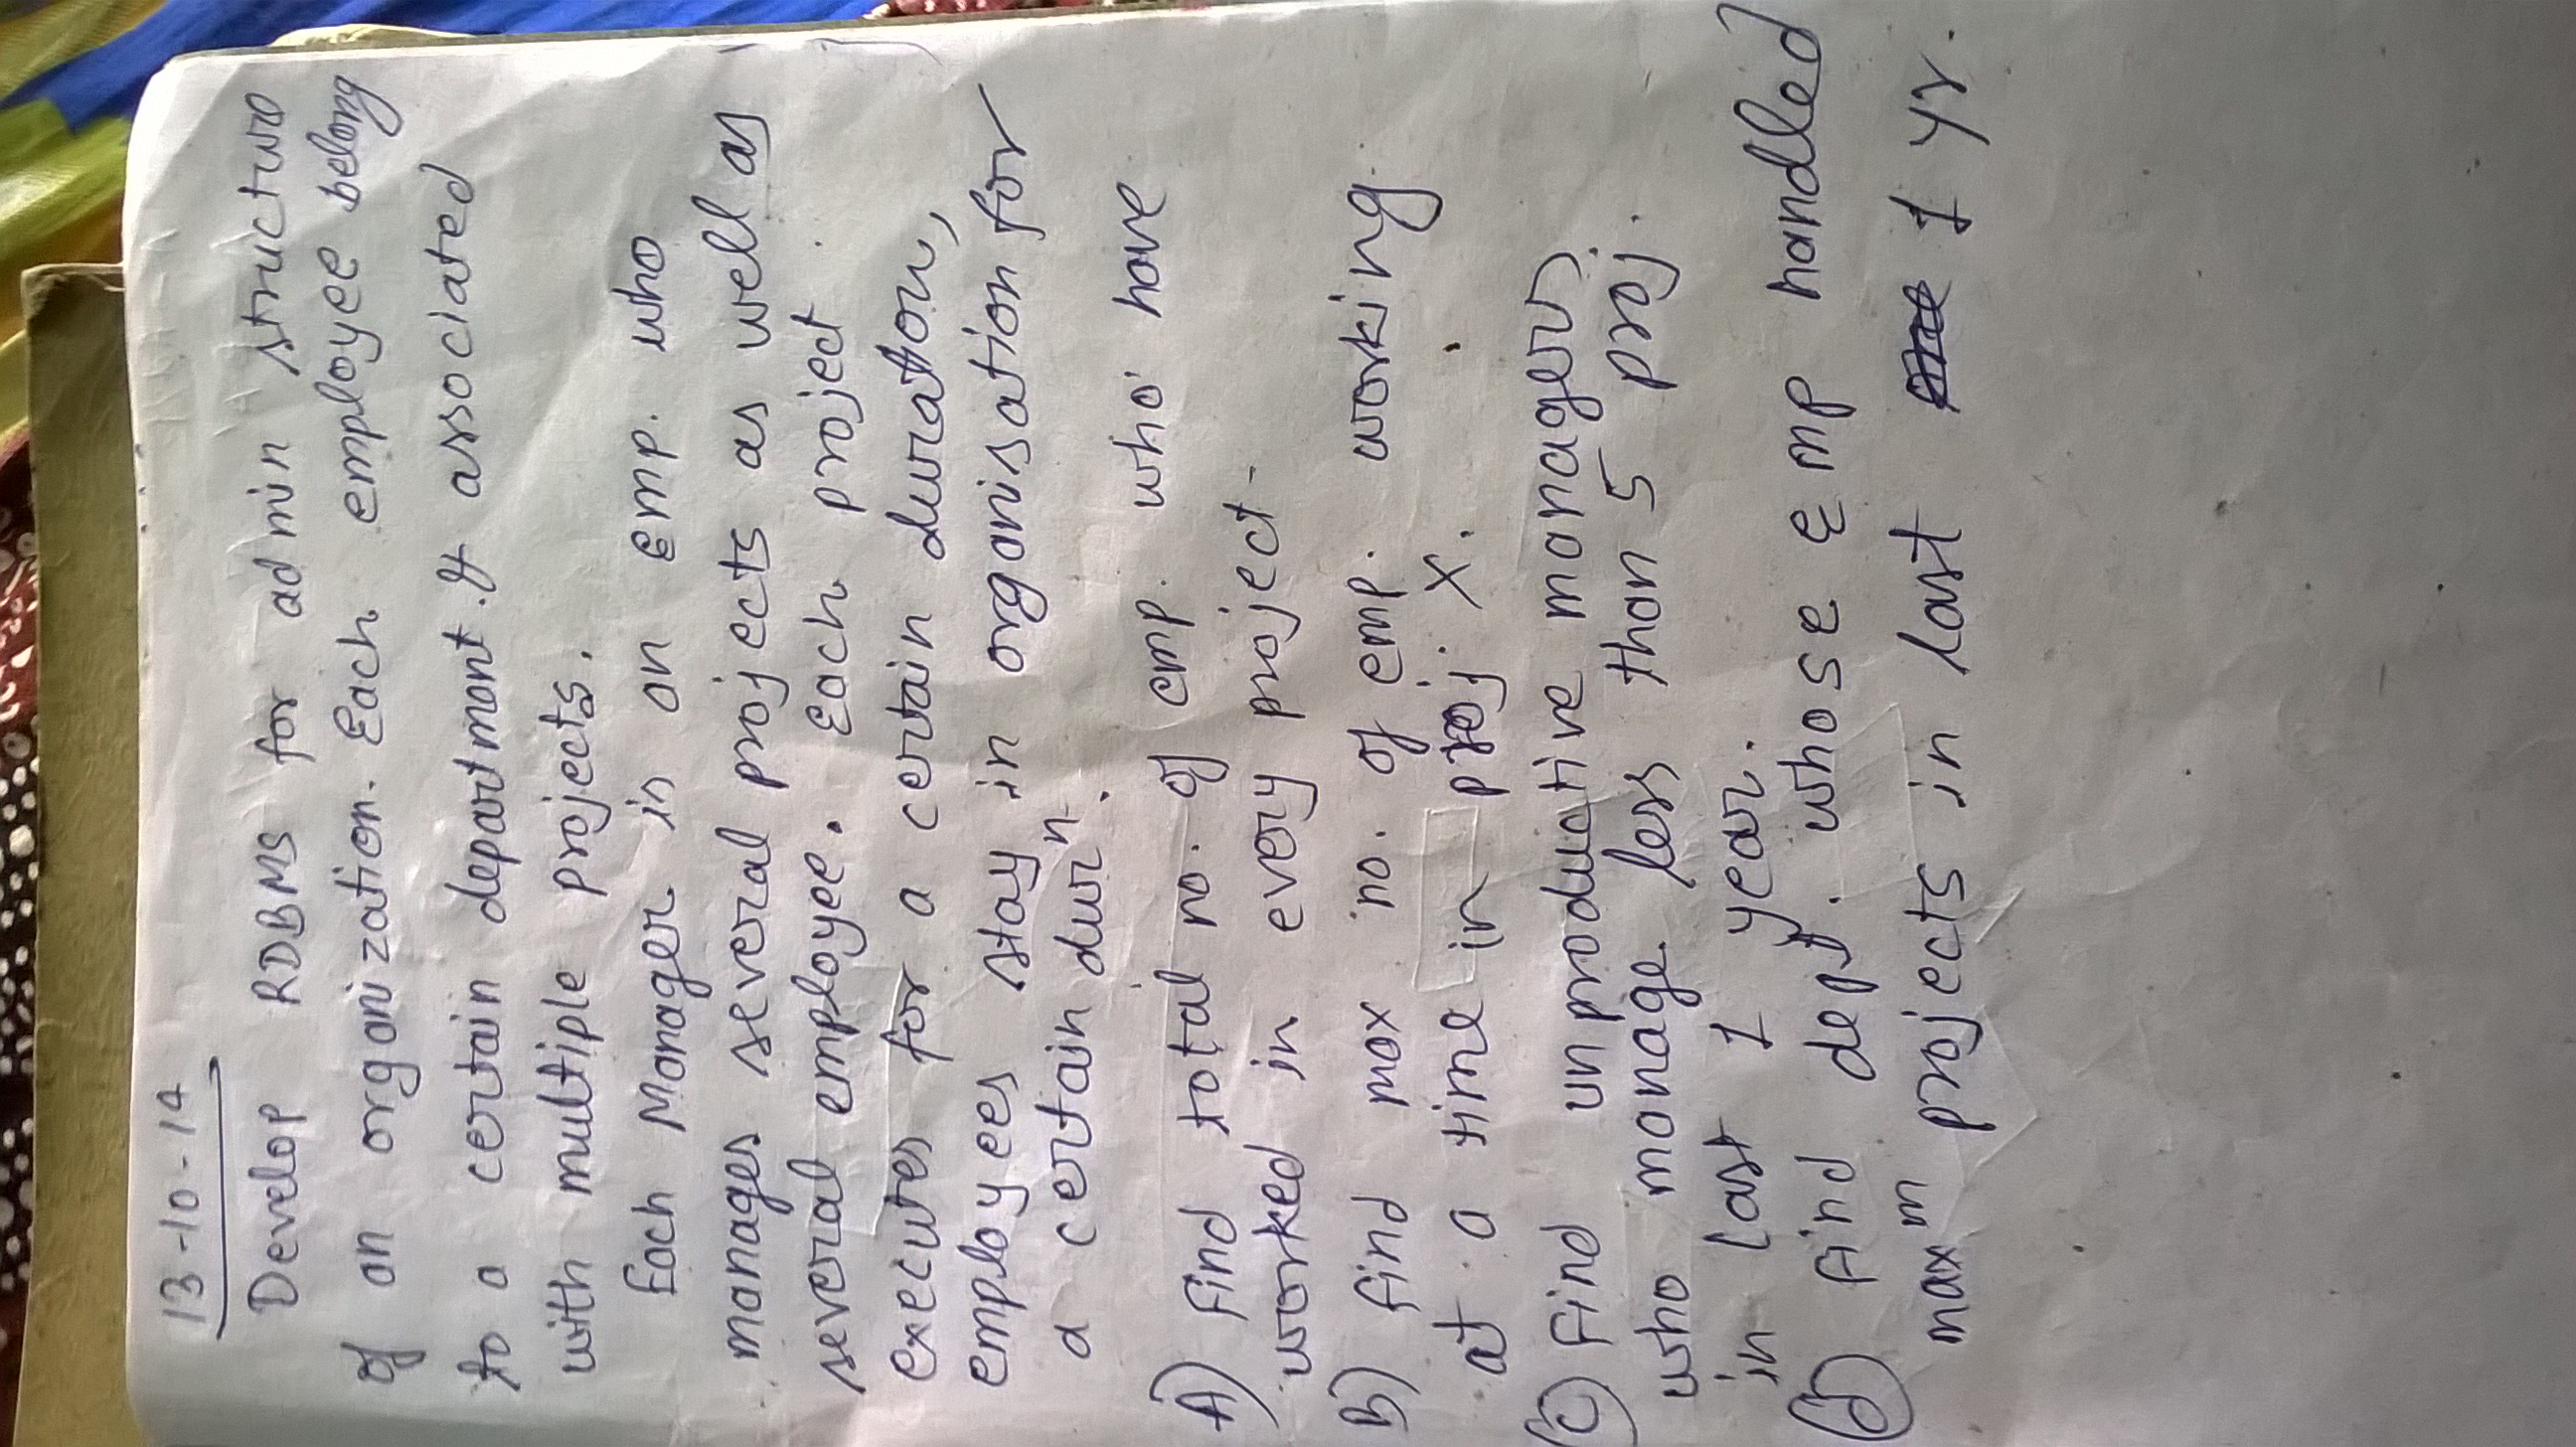 13-10-14
Develop RDBMS for admin structure
of an organization. Each employee belong
to a certain department & associated
with multiple projects.
Each Manager is an Emp. who
manages several projects as well as
several employee. Each project
executes for a certain duration,
employees stay in organisation for
a certain durn.
A) Find total no. of emp. who have
worked in every project-
B) Find max no. of emp. working
at a time in proj. X.
C) Find unproductive managers
who manage less than 5 proj.
in last 1 year.
d) Find dept. whose Emp handled
maxm projects in last 1 yr.